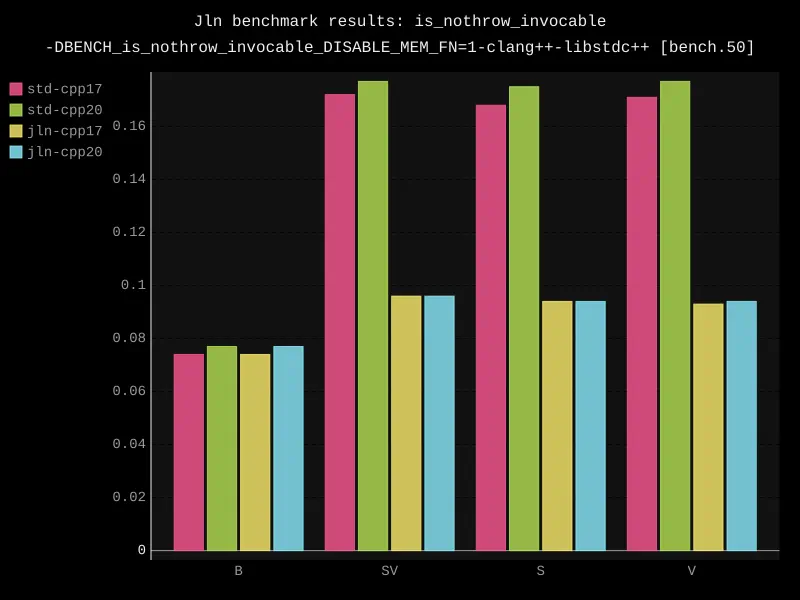 Jln benchmark results: is_nothrow_invocable
-DBENCH_is_nothrow_invocable_DISABLE_MEM_FN=1-clang++-libstdc++ [bench.50]
std-cpp17
std-cpp20
jln-cpp17
jln-cpp20
0.16
0.14
0.12
0.1
0.08
0.06
0.04
0.02
0
B SV S V